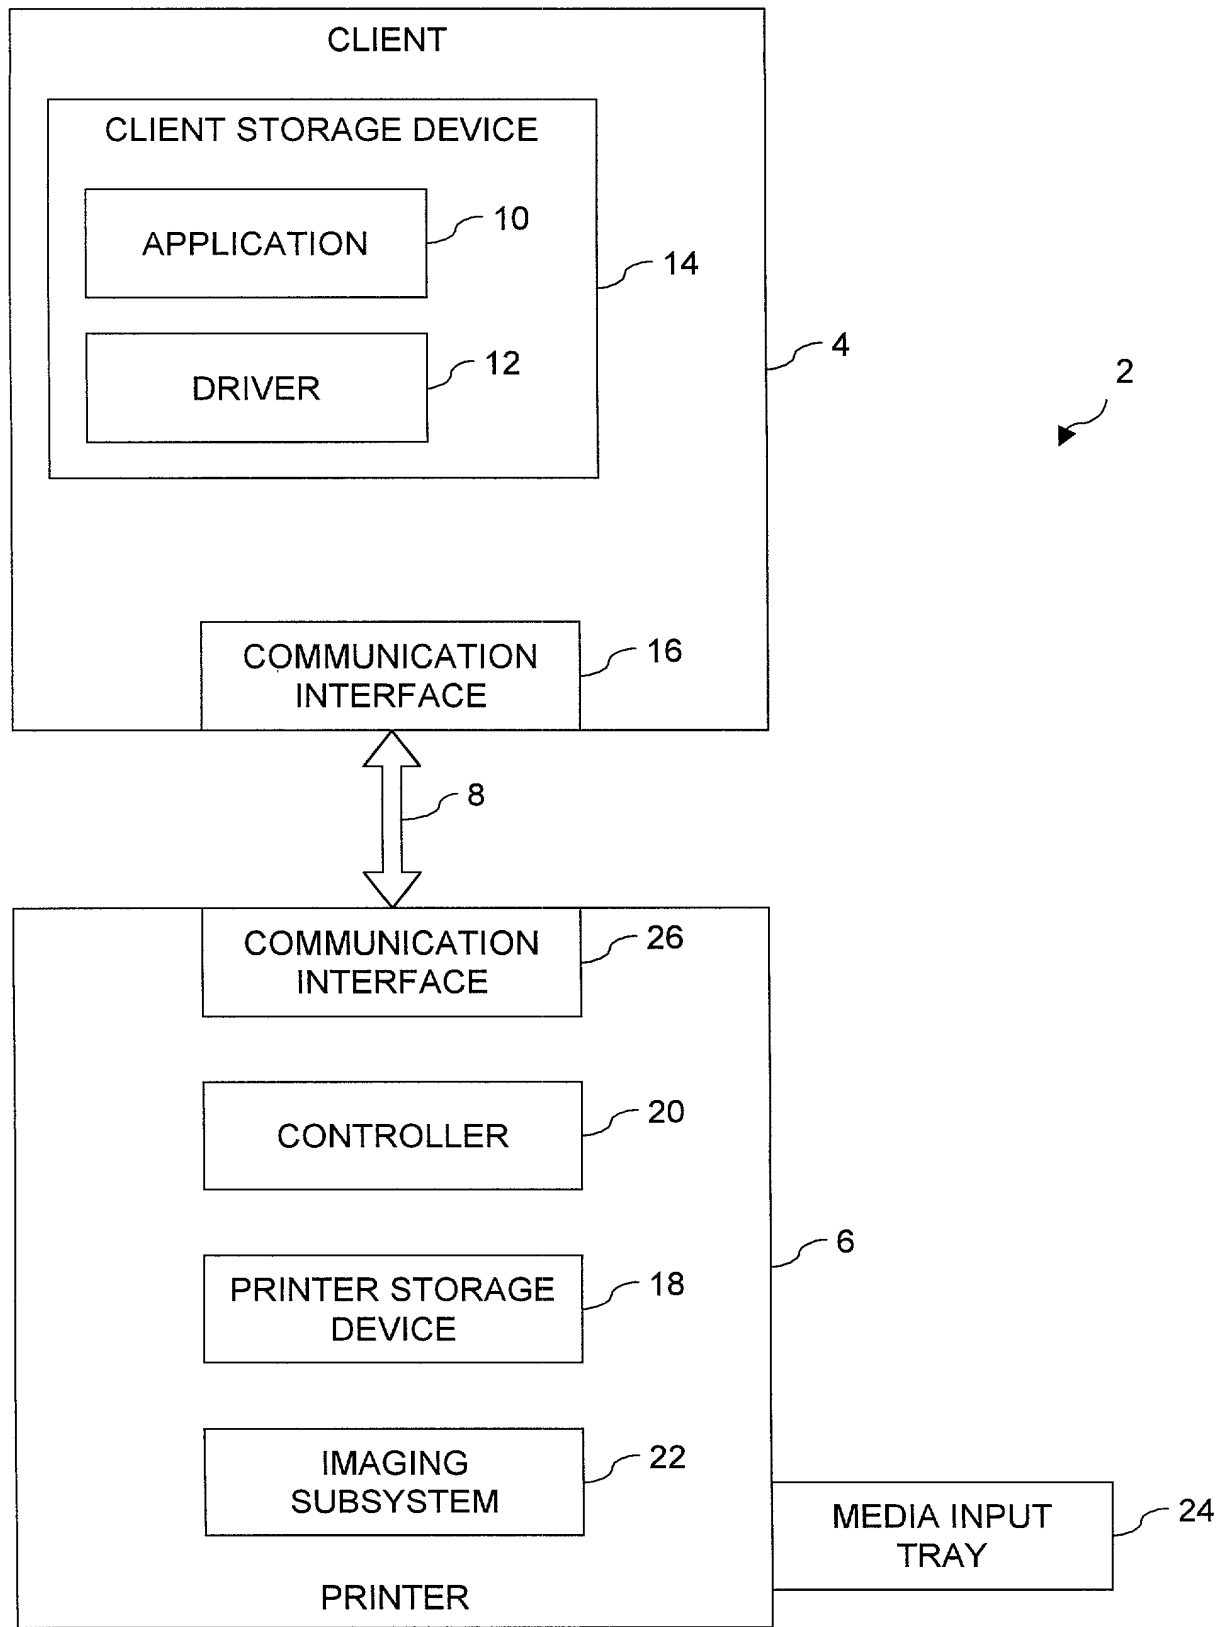 CLIENT
CLIENT STORAGE DEVICE
APPLICATION
10
14
DRIVER
12
4
2
COMMUNICATION
INTERFACE
16
8
COMMUNICATION
INTERFACE
26
CONTROLLER
20
6
PRINTER STORAGE
DEVICE
18
IMAGING
SUBSYSTEM
22
MEDIA INPUT
TRAY
24
PRINTER